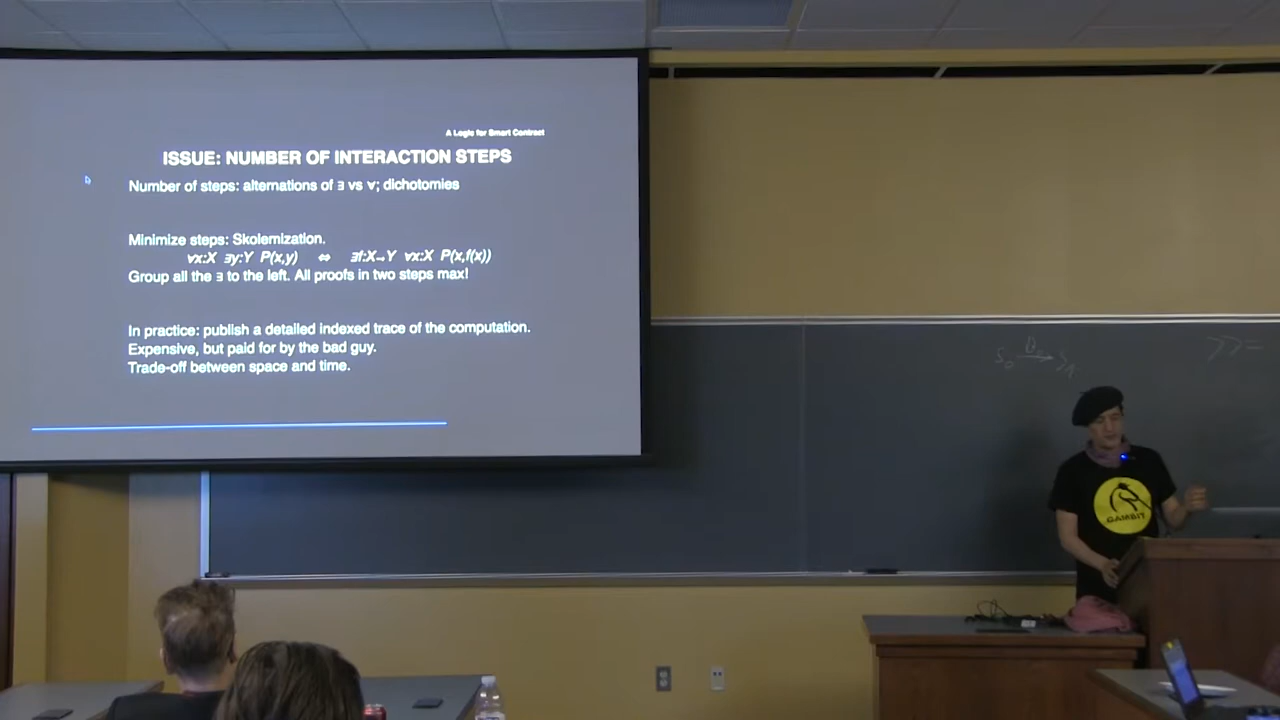 A Logic for Smart Contract
ISSUE: NUMBER OF INTERACTION STEPS
Number of steps: alternations of ∃ vs ∀; dichotomies
Minimize steps: Skolemization.
∀x:X ∃y:Y P(x,y) ⇔ ∃f:X→Y ∀x:X P(x,f(x))
Group all the ∃ to the left. All proofs in two steps max!
In practice: publish a detailed indexed trace of the computation.
Expensive, but paid for by the bad guy.
Trade-off between space and time.
>>=
GAMBIT